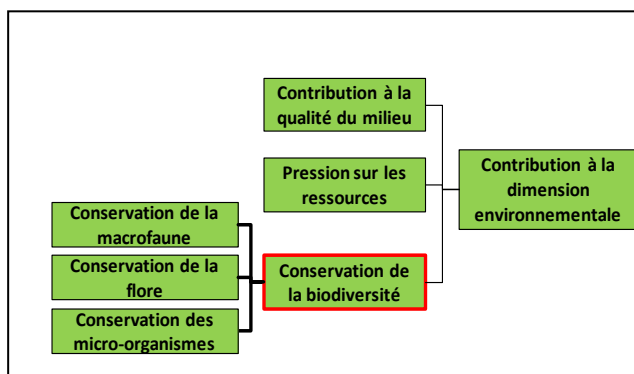 Contribution à la
qualité du milieu
Pression sur les
ressources
Contribution à la
dimension
environnementale
Conservation de la
macrofaune
Conservation de la
flore
Conservation de
la biodiversité
Conservation des
micro-organismes